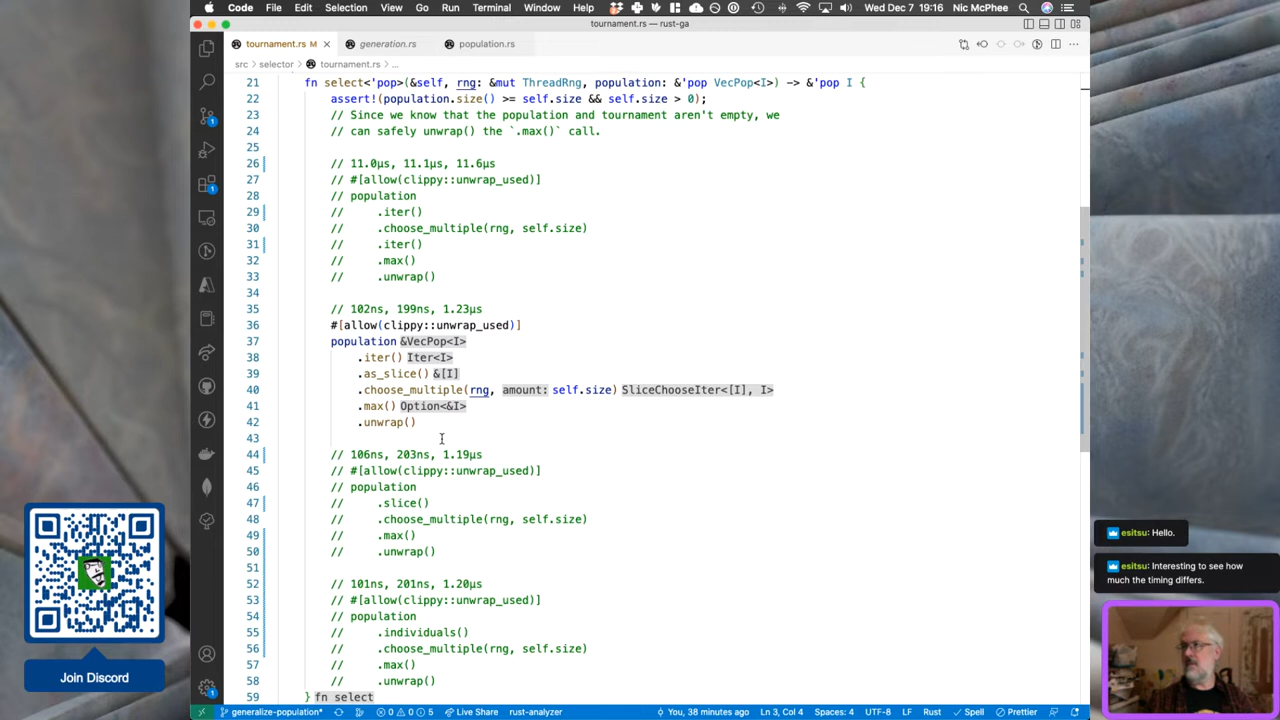 Code File Edit Selection View Go Run Terminal Window Help Wed Dec 7 19:16 Nic McPhee
tournament.rs — rust-ga
tournament.rs M generation.rs population.rs
src > selector > tournament.rs > ...
21 fn select<'pop>(&self, rng: &mut ThreadRng, population: &'pop VecPop<I>) -> &'pop I {
22 assert!(population.size() >= self.size && self.size > 0);
23 // Since we know that the population and tournament aren't empty, we
24 // can safely unwrap() the `.max()` call.
25
26 // 11.0µs, 11.1µs, 11.6µs
27 // #[allow(clippy::unwrap_used)]
28 // population
29 // .iter()
30 // .choose_multiple(rng, self.size)
31 // .iter()
32 // .max()
33 // .unwrap()
34
35 // 102ns, 199ns, 1.23µs
36 #[allow(clippy::unwrap_used)]
37 population &VecPop<I>
38 .iter() Iter<I>
39 .as_slice() &[I]
40 .choose_multiple(rng, amount: self.size) SliceChooseIter<[I], I>
41 .max() Option<&I>
42 .unwrap()
43
44 // 106ns, 203ns, 1.19µs
45 // #[allow(clippy::unwrap_used)]
46 // population
47 // .slice()
48 // .choose_multiple(rng, self.size)
49 // .max()
50 // .unwrap()
51
52 // 101ns, 201ns, 1.20µs
53 // #[allow(clippy::unwrap_used)]
54 // population
55 // .individuals()
56 // .choose_multiple(rng, self.size)
57 // .max()
58 // .unwrap()
59 } fn select
generalize-population* 0 0 5 Live Share rust-analyzer You, 38 minutes ago Ln 3, Col 4 Spaces: 4 UTF-8 LF Rust Spell Prettier
Join Discord
esitsu: Hello.
esitsu: Interesting to see how
much the timing differs.